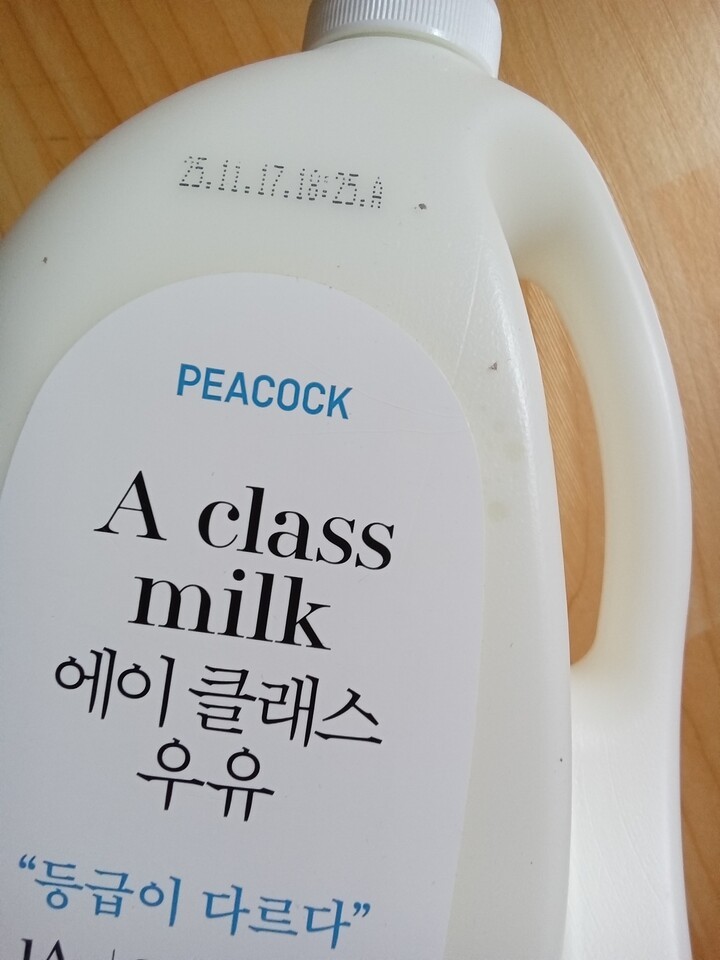 25.11.17.18:25.A
PEACOCK
A class
milk
에이 클래스
우유
“등급이 다르다”